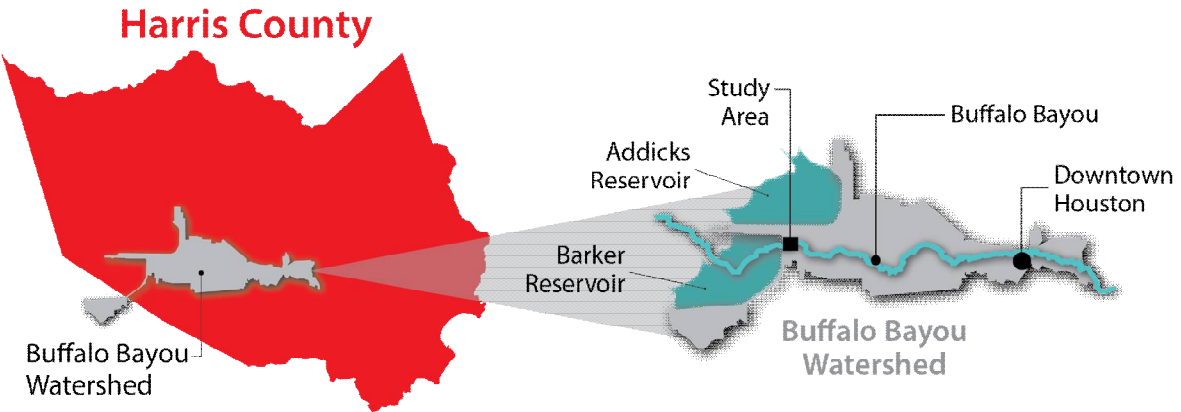 Harris County
Buffalo Bayou
Watershed
Study
Area
Addicks
Reservoir
Barker
Reservoir
Buffalo Bayou
Downtown
Houston
Buffalo Bayou
Watershed